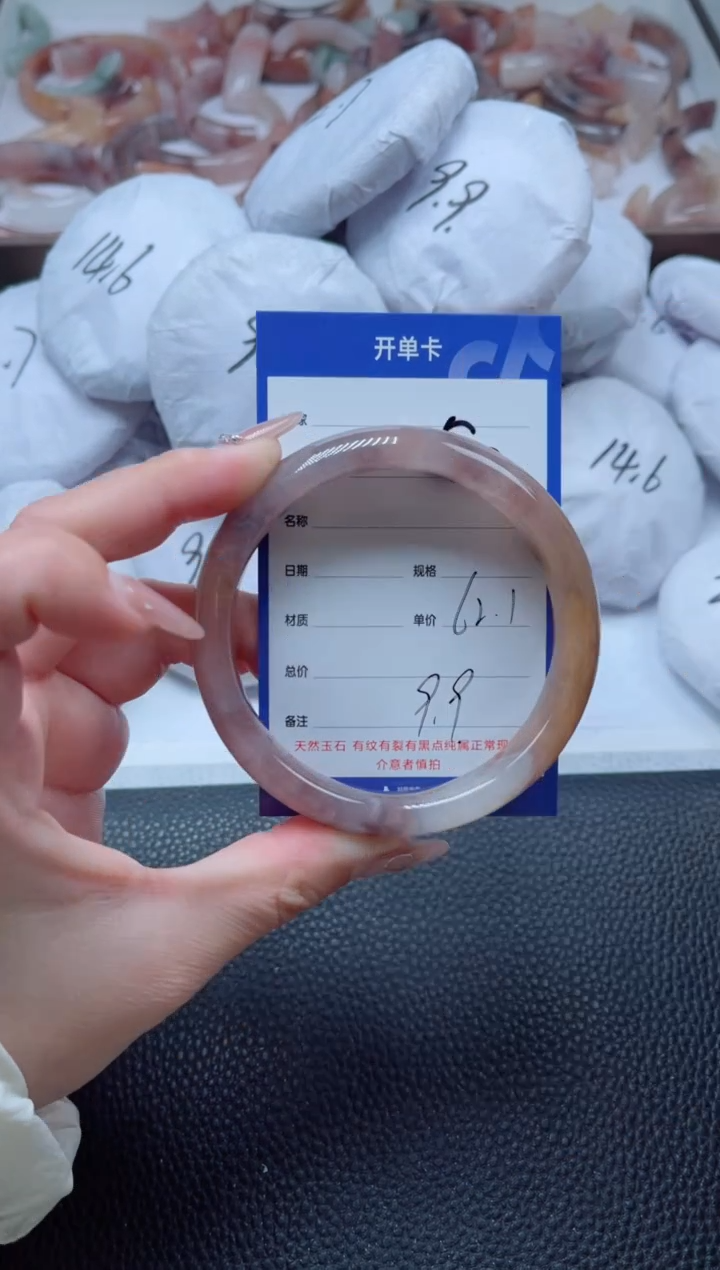 9.9.
14.6
开单卡
14.6
名称
日期 规格
材质 单价 62.1
总价
9.9
备注
天然玉石 有纹有裂有黑点纯属正常现
介意者慎拍